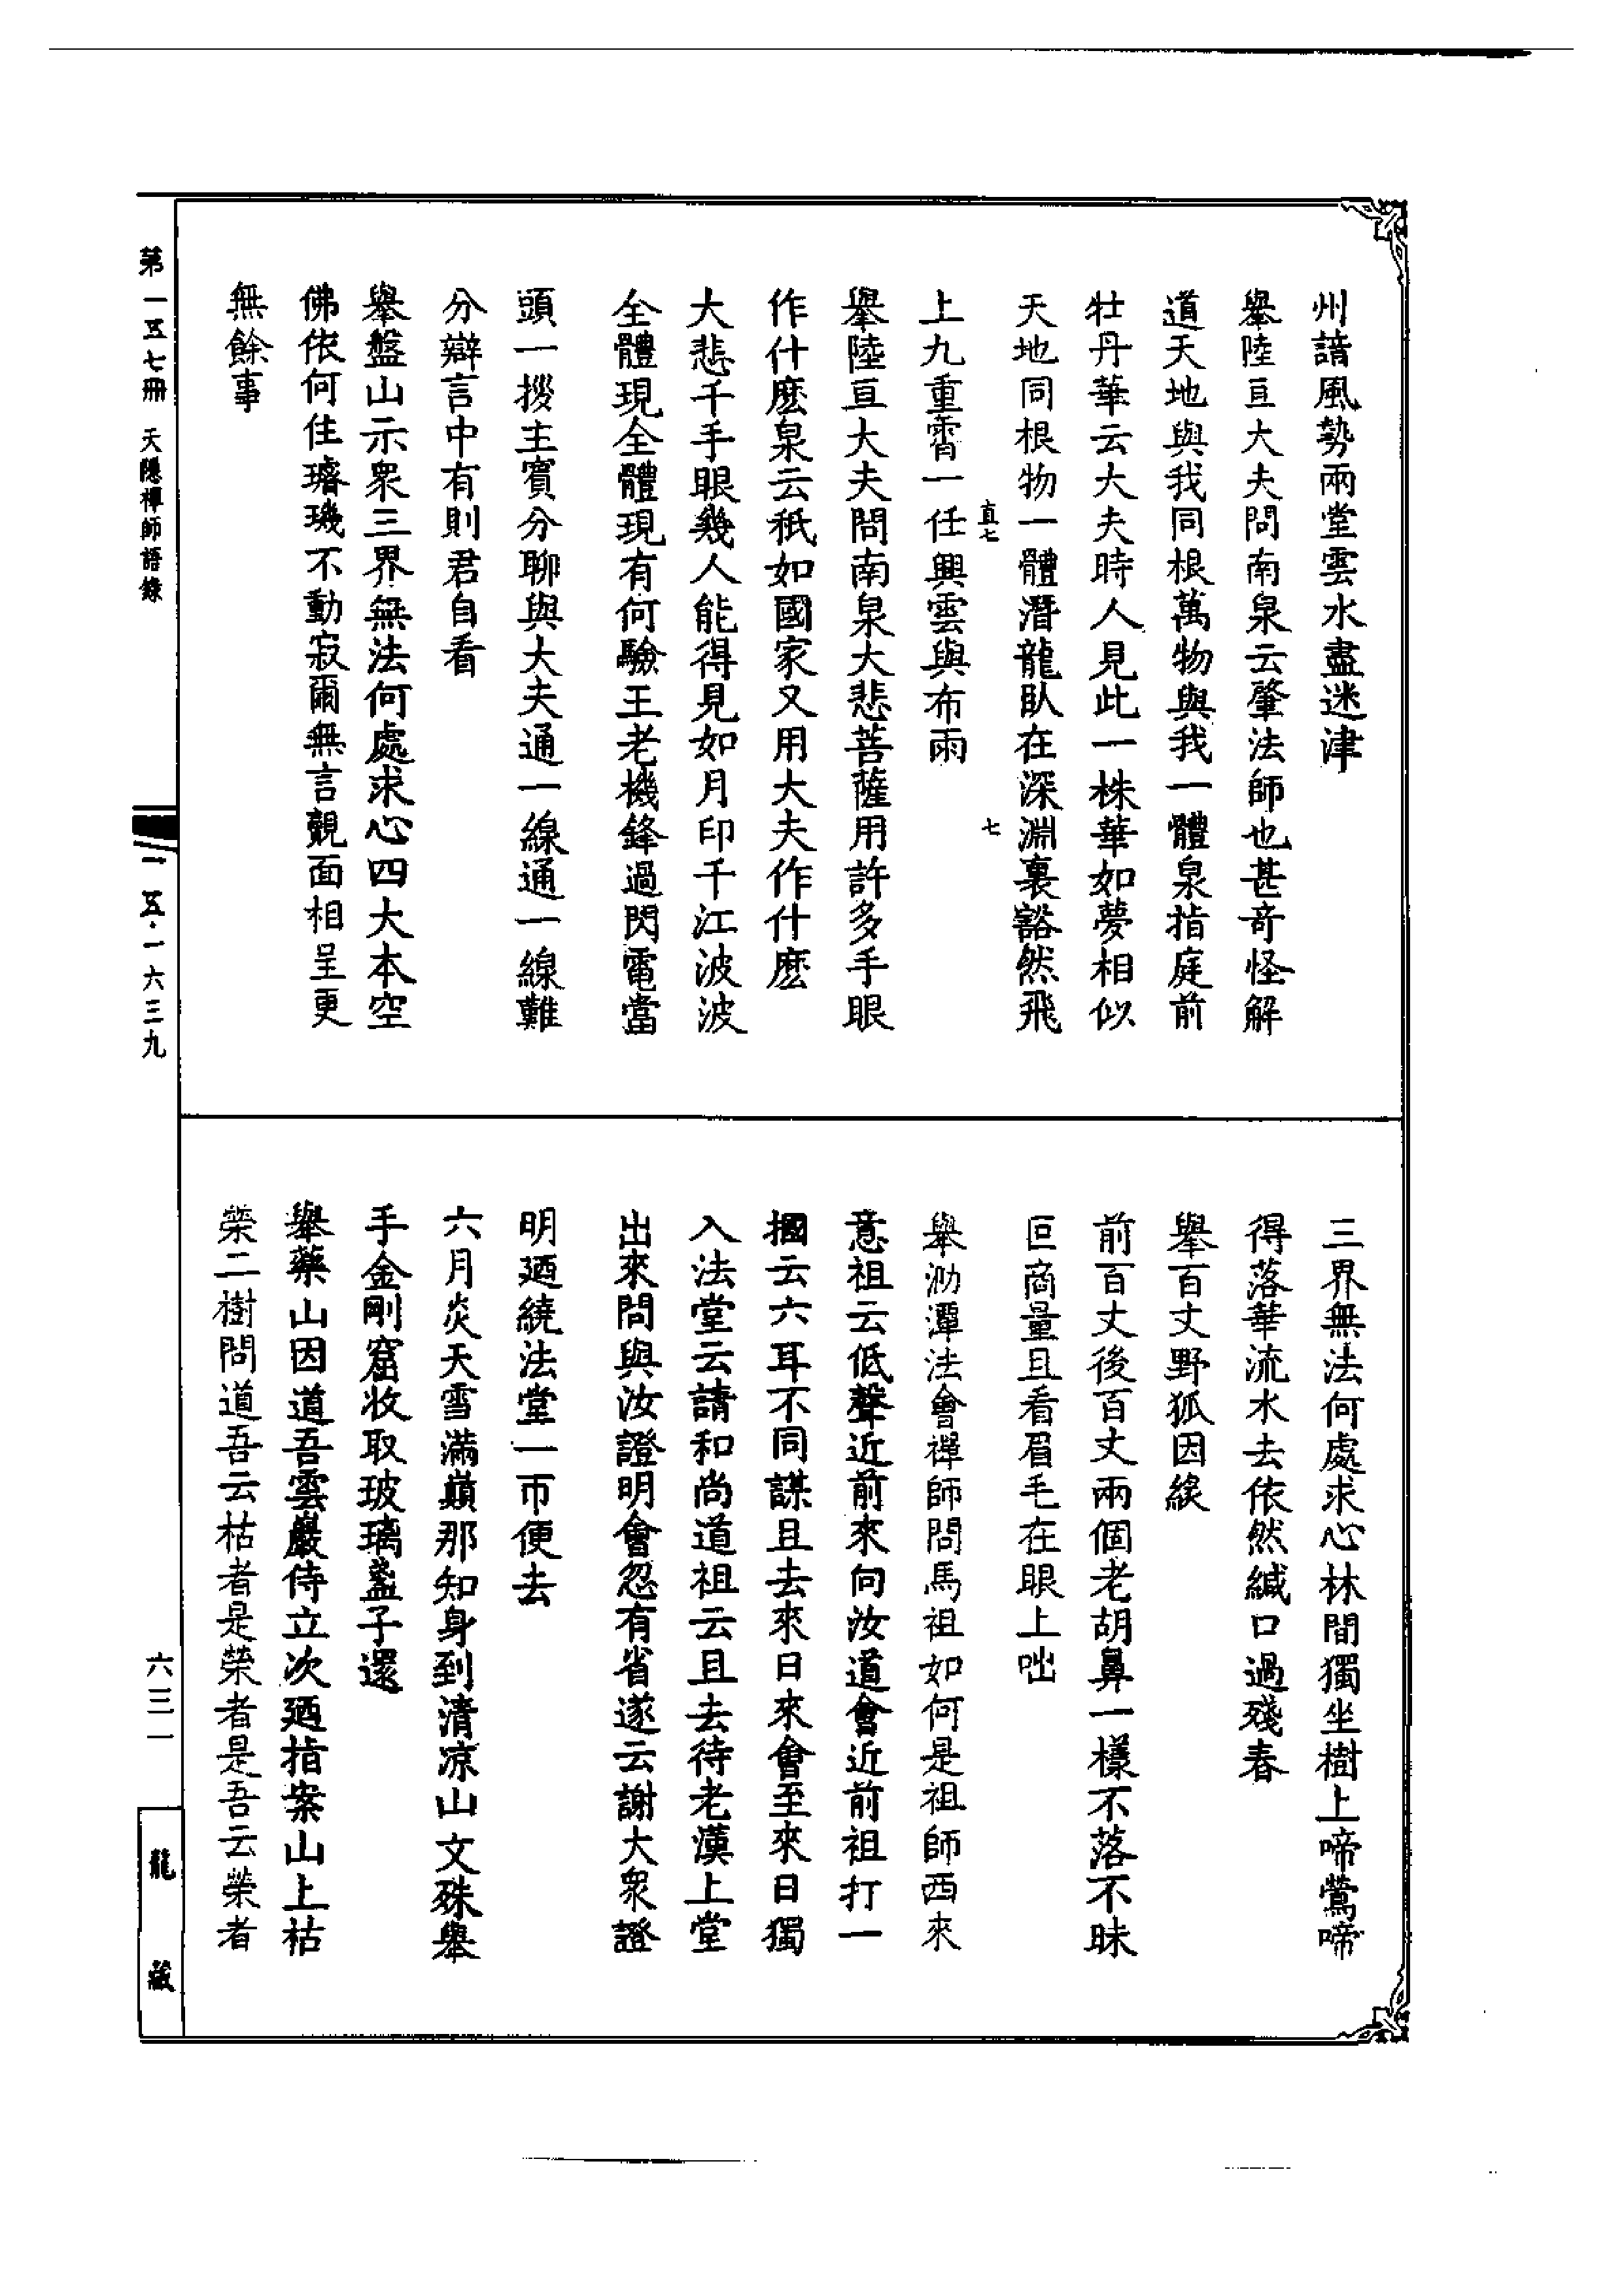 州諳風勢兩堂雲水盡迷津
舉陸亘大夫問南泉云肇法師也甚奇怪解
道天地與我同根萬物與我一體泉指庭前
牡丹華云大夫時人見此一株華如夢相似
天地同根物一體潛龍臥在深淵裏豁然飛
直七 七
上九重霄一任興雲與布雨
舉陸亘大夫問南泉大悲菩薩用許多手眼
作什麽泉云秖如國家又用大夫作什麽
大悲千手眼幾人能得見如月印千江波波
全體現全體現有何驗王老機鋒過閃電當
頭一拶主賓分聊與大夫通一線通一線難
分辯言中有則君自看
舉盤山示衆三界無法何處求心四大本空
佛依何住璿璣不動寂爾無言覿面相呈更
無餘事
三界無法何處求心林間獨坐樹上啼鶯啼
得落華流水去依然緘口過殘春
舉百丈野狐因緣
前百丈後百丈兩個老胡鼻一樣不落不昧
叵商量且看眉毛在眼上咄
舉泐潭法會禪師問馬祖如何是祖師西來
意祖云低聲近前來向汝道會近前祖打一
摑云六耳不同謀且去來日來會至來日獨
入法堂云請和尚道祖云且去待老漢上堂
出來問與汝證明會忽有省遂云謝大衆證
明廼繞法堂一帀便去
六月炎天雪滿巔那知身到清凉山文殊舉
手金剛窟收取玻璃盞子還
舉藥山因道吾雲巖侍立次廼指案山上枯
榮二樹問道吾云枯者是榮者是吾云榮者
第一五七冊 天隱禪師語錄
一五·一六三九
六三一
龍藏